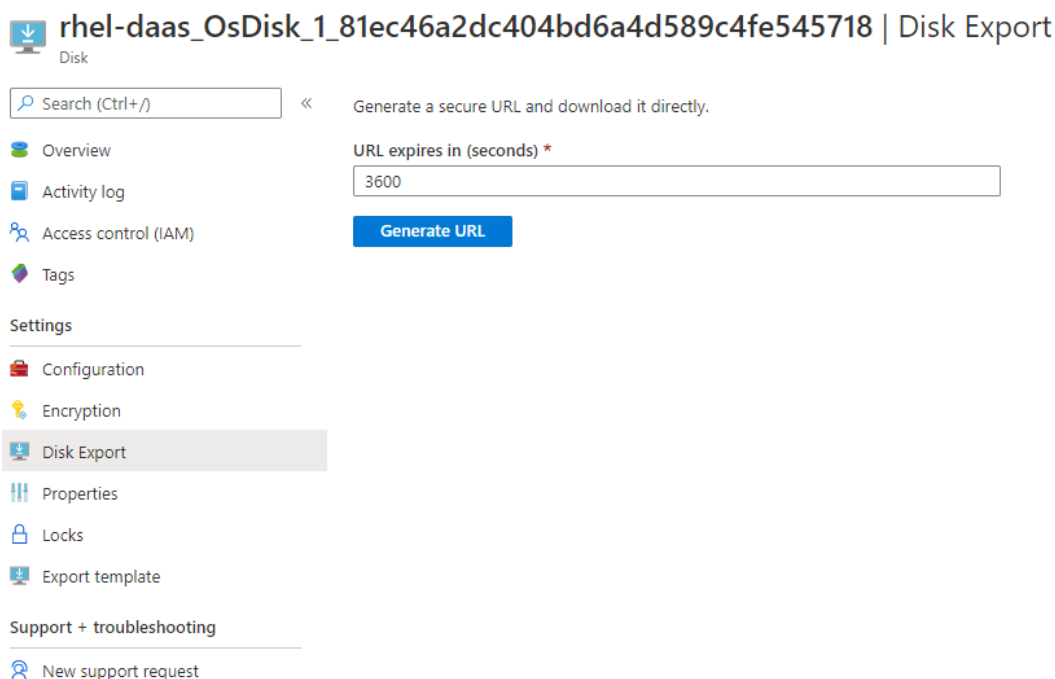 rhel-daas_OsDisk_1_81ec46a2dc404bd6a4d589c4fe545718 | Disk Export
Disk
Search (Ctrl+/)
«
Overview
Activity log
Access control (IAM)
Tags
Settings
Configuration
Encryption
Disk Export
Properties
Locks
Export template
Support + troubleshooting
New support request
Generate a secure URL and download it directly.
URL expires in (seconds) *
3600
Generate URL